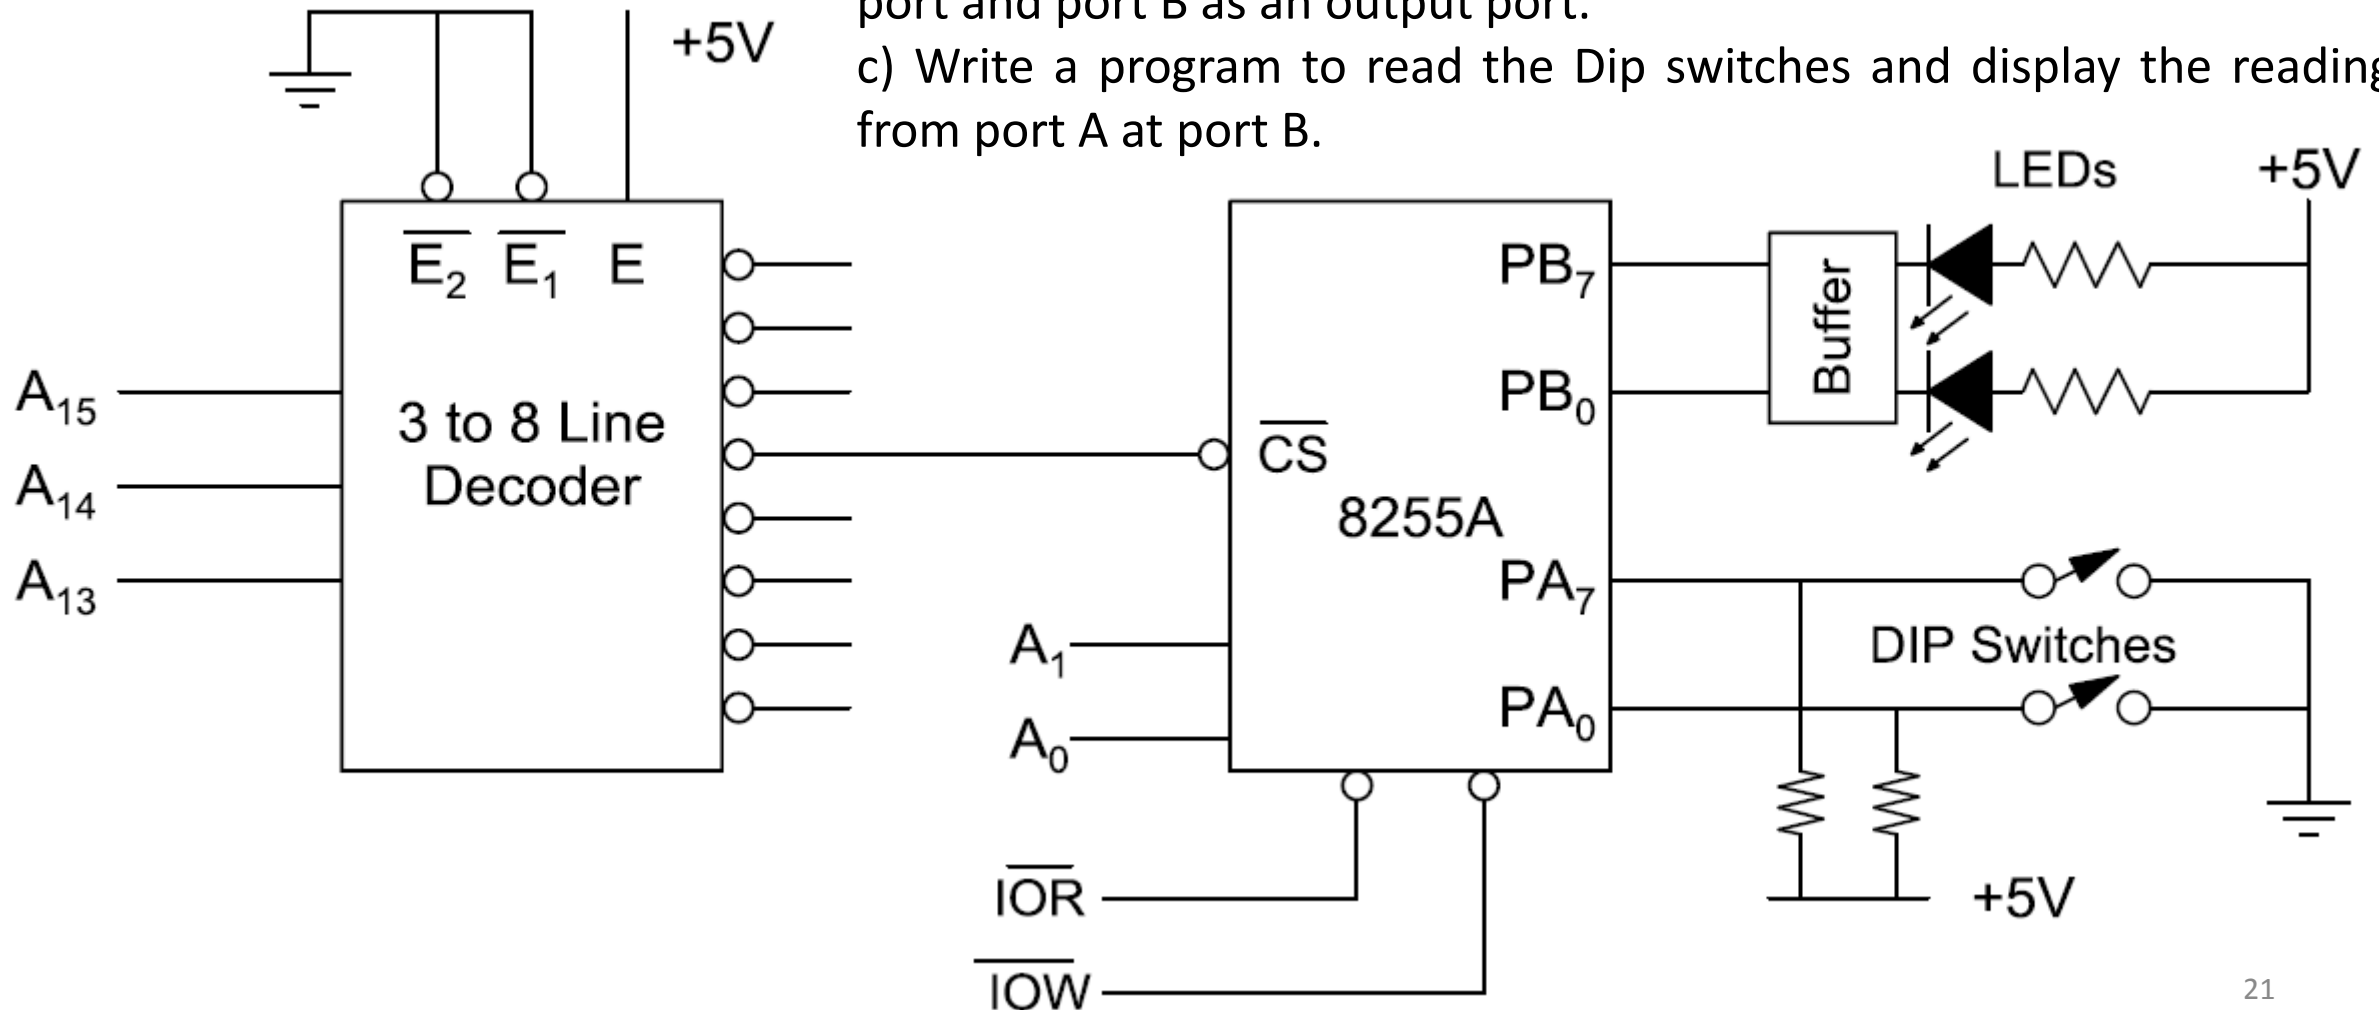 port and port B as an output port.
+5V
c) Write a program to read the Dip switches and display the reading
from port A at port B.
LEDs
+5V
E2 E1 E
PB7
Buffer
A15
3 to 8 Line
Decoder
PB0
CS
A14
8255A
A13
PA7
A1
DIP Switches
PA0
A0
IOR
+5V
IOW
21